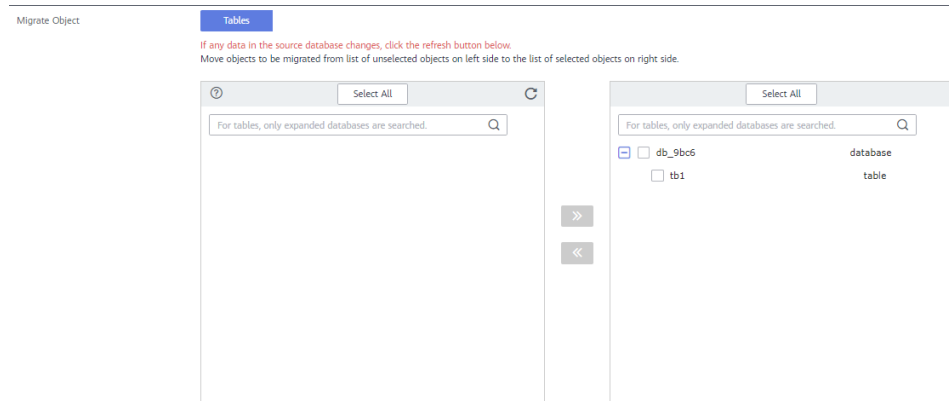 Migrate Object
Tables
If any data in the source database changes, click the refresh button below.
Move objects to be migrated from list of unselected objects on left side to the list of selected objects on right side.
Select All
For tables, only expanded databases are searched.
Select All
For tables, only expanded databases are searched.
db_9bc6 database
tb1 table